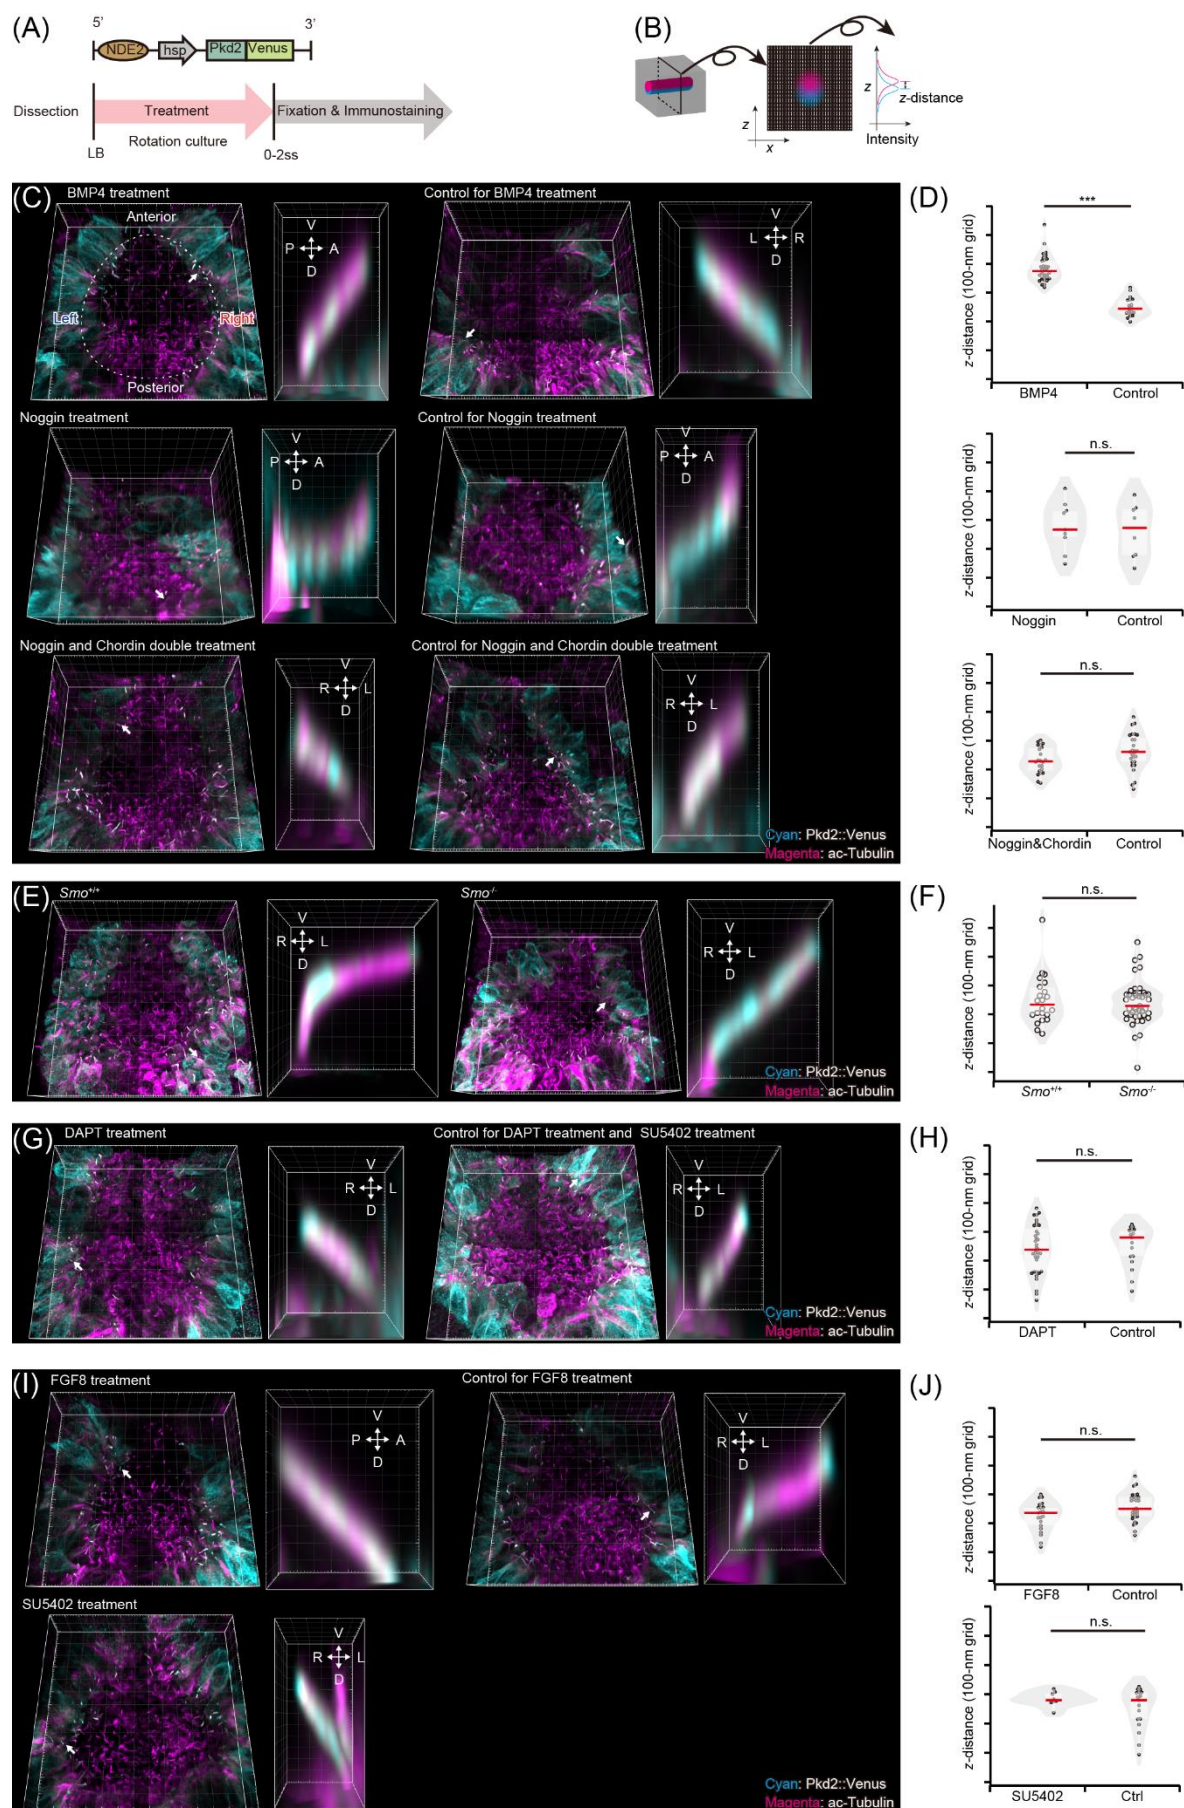 (A)
5'
3'
NDE2
hsp
Pkd2
Venus
Dissection
Treatment
Fixation & Immunostaining
Rotation culture
LB
0-2ss
(B)
z
x
z
z-distance
Intensity
(C)
BMP4 treatment
Control for BMP4 treatment
Anterior
Left
Right
Posterior
V
P A
D
V
L R
D
Noggin treatment
Control for Noggin treatment
V
P A
D
V
P A
D
Noggin and Chordin double treatment
Control for Noggin and Chordin double treatment
V
R L
D
V
R L
D
Cyan: Pkd2::Venus
Magenta: ac-Tubulin
(D)
***
z-distance (100-nm grid)
BMP4 Control
n.s.
z-distance (100-nm grid)
Noggin Control
n.s.
z-distance (100-nm grid)
Noggin&Chordin Control
(E)
Smo+/+
Smo-/-
V
R L
D
V
R L
D
Cyan: Pkd2::Venus
Magenta: ac-Tubulin
(F)
n.s.
z-distance (100-nm grid)
Smo+/+ Smo-/-
(G)
DAPT treatment
Control for DAPT treatment and SU5402 treatment
V
R L
D
V
R L
D
Cyan: Pkd2::Venus
Magenta: ac-Tubulin
(H)
n.s.
z-distance (100-nm grid)
DAPT Control
(I)
FGF8 treatment
Control for FGF8 treatment
V
P A
D
V
R L
D
SU5402 treatment
V
R L
D
Cyan: Pkd2::Venus
Magenta: ac-Tubulin
(J)
n.s.
z-distance (100-nm grid)
FGF8 Control
n.s.
z-distance (100-nm grid)
SU5402 Ctrl